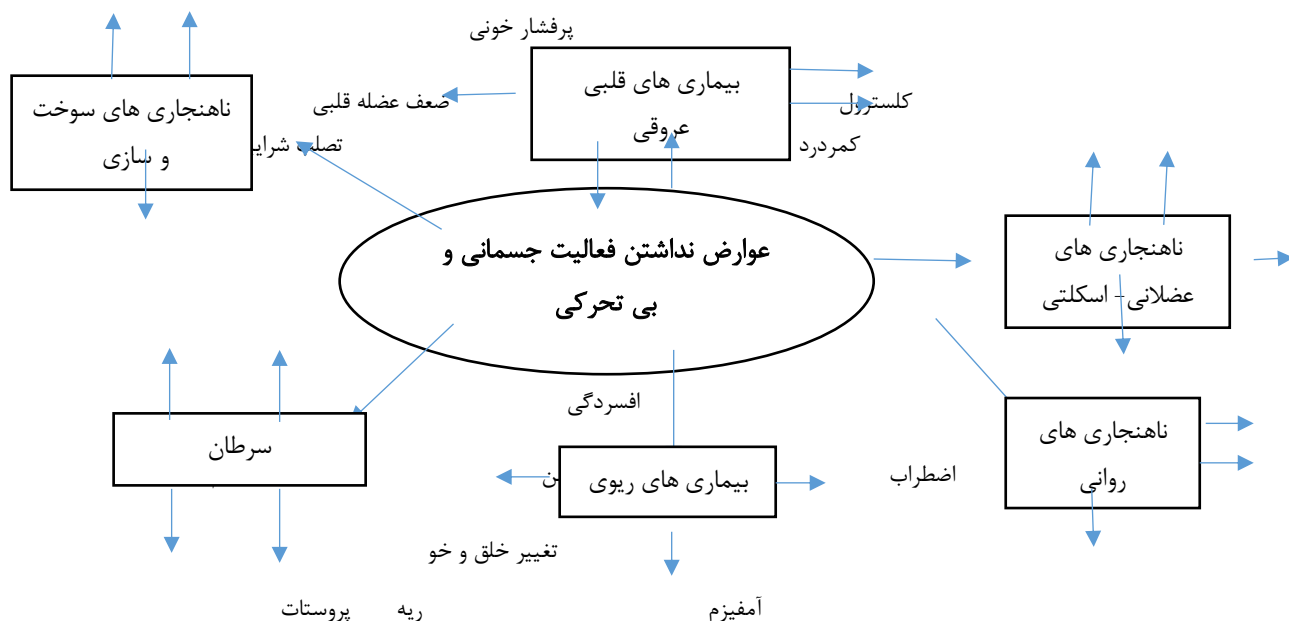 پرفشار خونی
بیماری های قلبی
عروقی
ناهنجاری های سوخت
و سازی
ضعف عضله قلبی
کلسترول
تصلب شرای
کمردرد
ناهنجاری های
عضلانی- اسکلتی
عوارض نداشتن فعالیت جسمانی و
بی تحرکی
افسردگی
ناهنجاری های
روانی
سرطان
بیماری های ریوی
اضطراب
تغییر خلق و خو
آمفیزم
ریه
پروستات